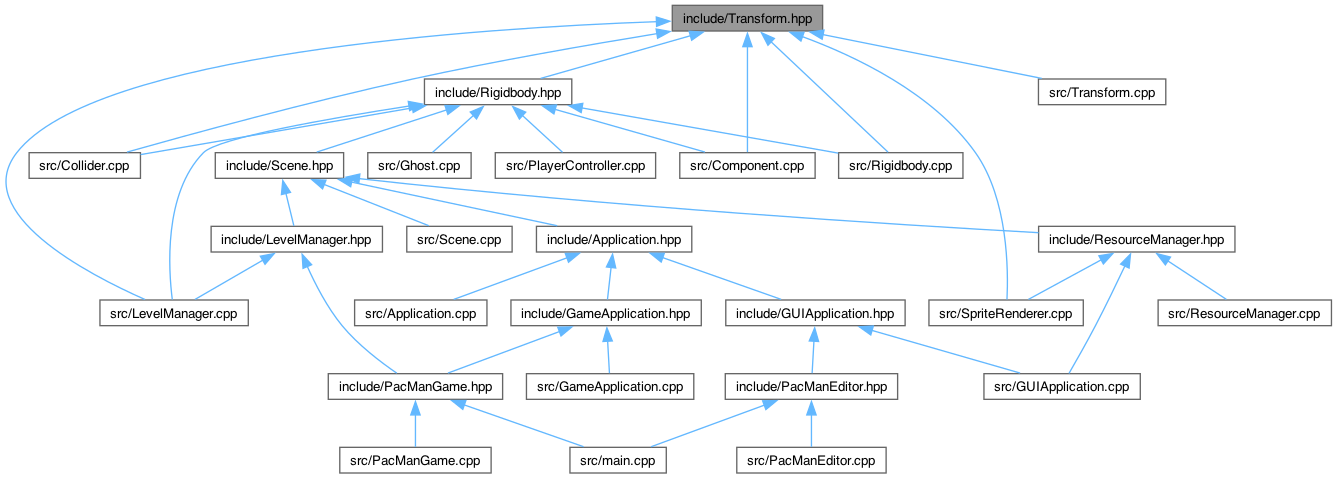 include/Transform.hpp
include/Rigidbody.hpp
src/Transform.cpp
src/Collider.cpp
include/Scene.hpp
src/Ghost.cpp
src/PlayerController.cpp
src/Component.cpp
src/Rigidbody.cpp
include/LevelManager.hpp
src/Scene.cpp
include/Application.hpp
include/ResourceManager.hpp
src/LevelManager.cpp
src/Application.cpp
include/GameApplication.hpp
include/GUIApplication.hpp
src/SpriteRenderer.cpp
src/ResourceManager.cpp
include/PacManGame.hpp
src/GameApplication.cpp
include/PacManEditor.hpp
src/GUIApplication.cpp
src/PacManGame.cpp
src/main.cpp
src/PacManEditor.cpp